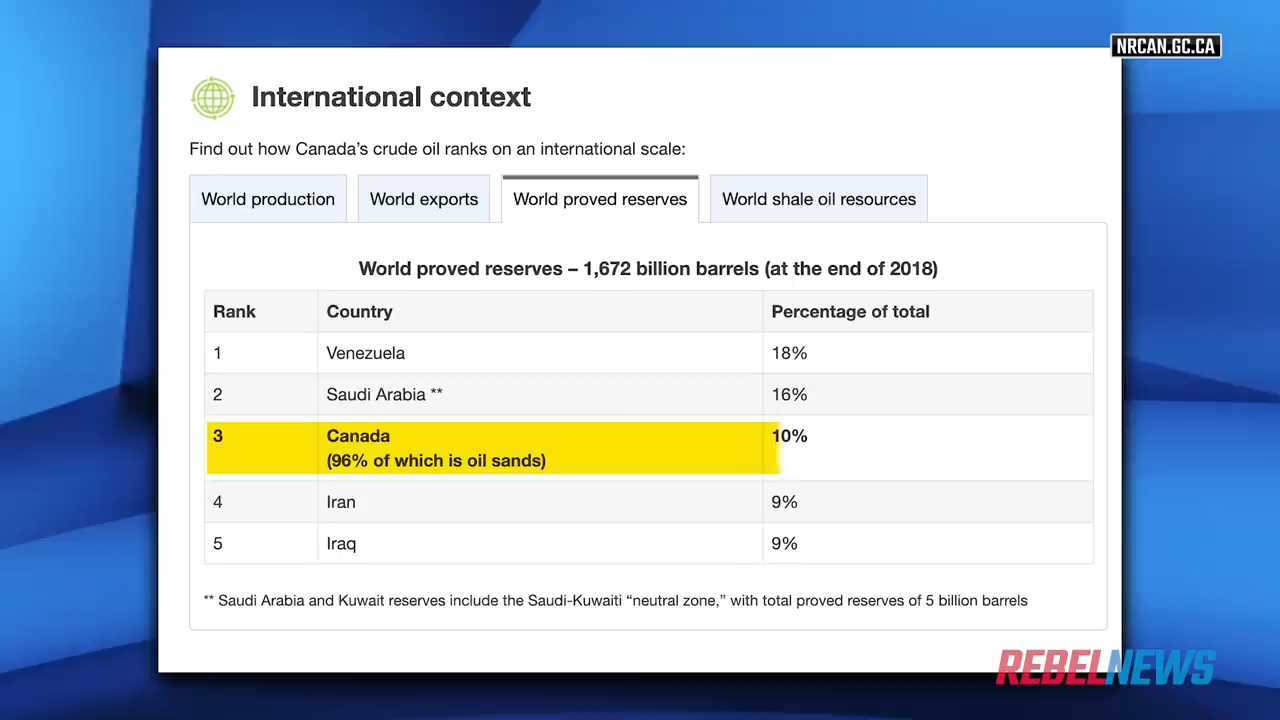 NRCAN.GC.CA
International context
Find out how Canada's crude oil ranks on an international scale:
World production World exports World proved reserves World shale oil resources
World proved reserves – 1,672 billion barrels (at the end of 2018)
Rank Country Percentage of total
1 Venezuela 18%
2 Saudi Arabia ** 16%
3 Canada 10%
(96% of which is oil sands)
4 Iran 9%
5 Iraq 9%
** Saudi Arabia and Kuwait reserves include the Saudi-Kuwaiti “neutral zone,” with total proved reserves of 5 billion barrels
REBELNEWS